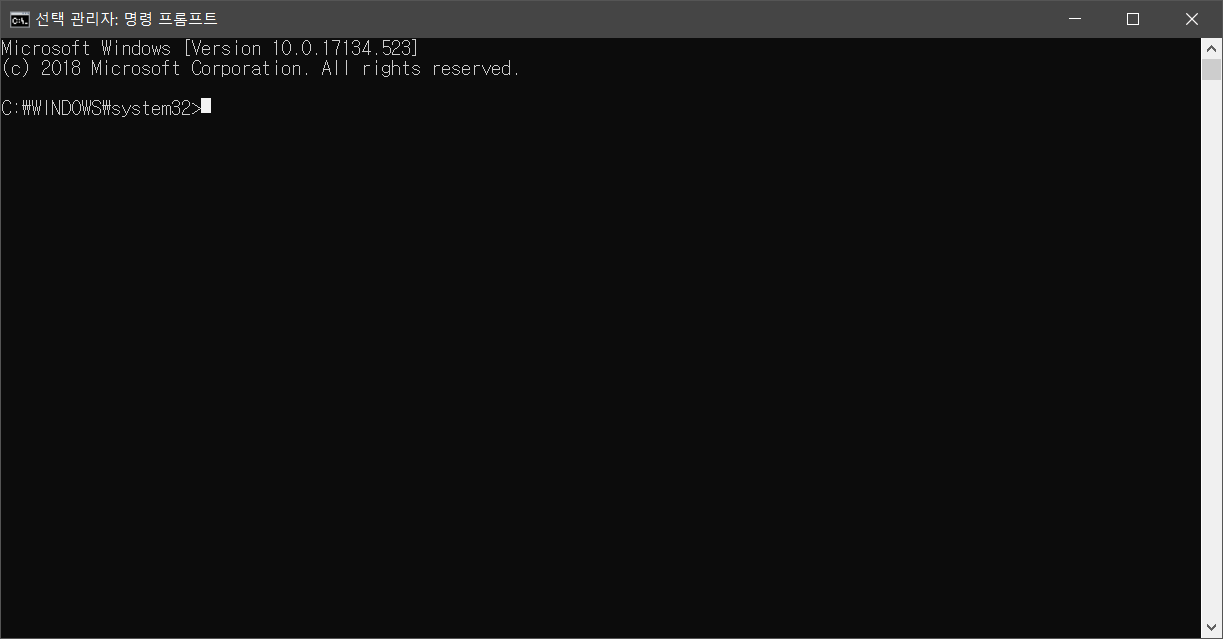 선택 관리자: 명령 프롬프트
Microsoft Windows [Version 10.0.17134.523]
(c) 2018 Microsoft Corporation. All rights reserved.
C:₩WINDOWS₩system32>